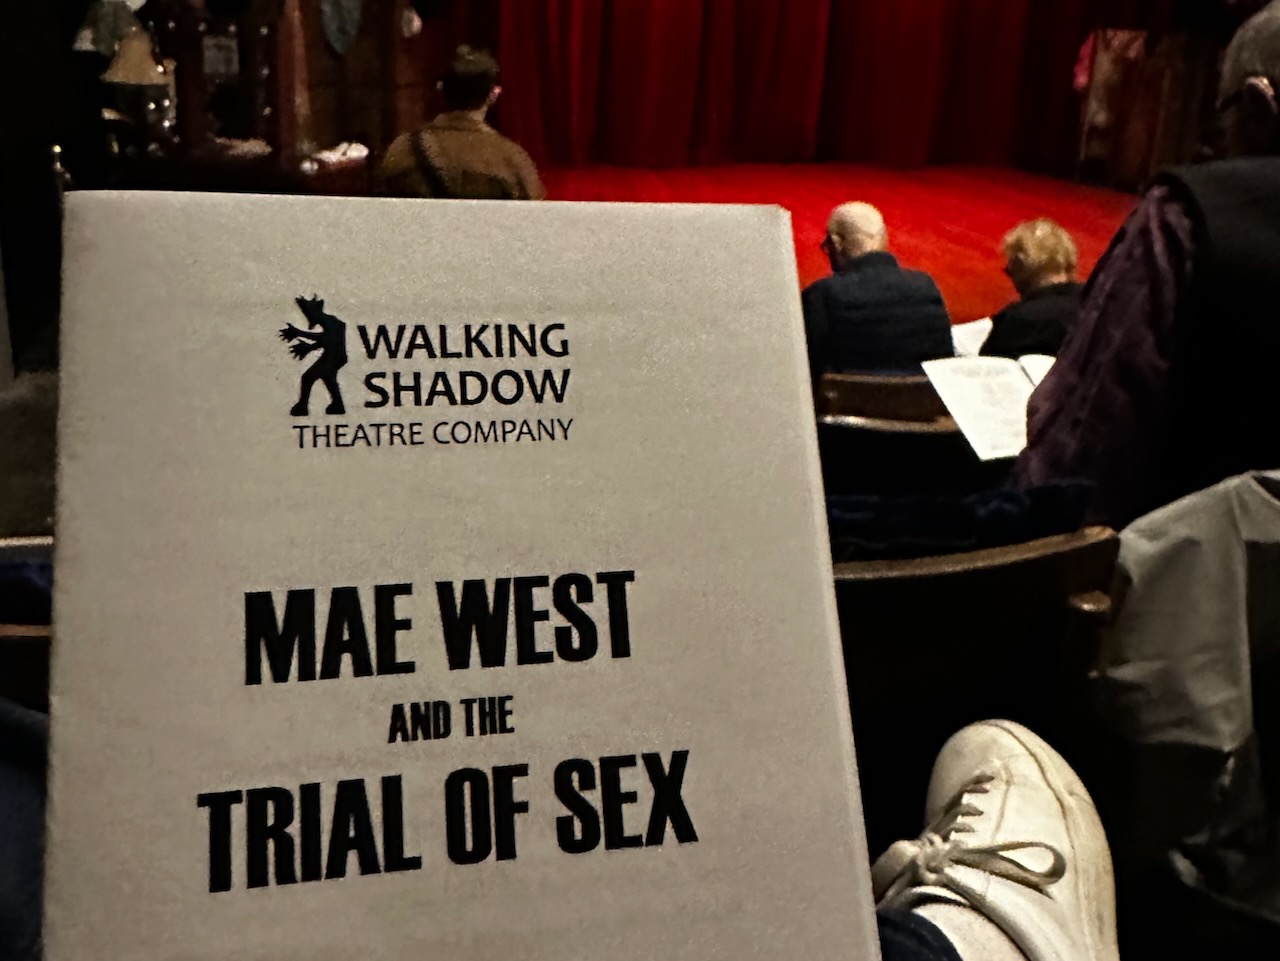 WALKING
SHADOW
THEATRE COMPANY
MAE WEST
AND THE
TRIAL OF SEX